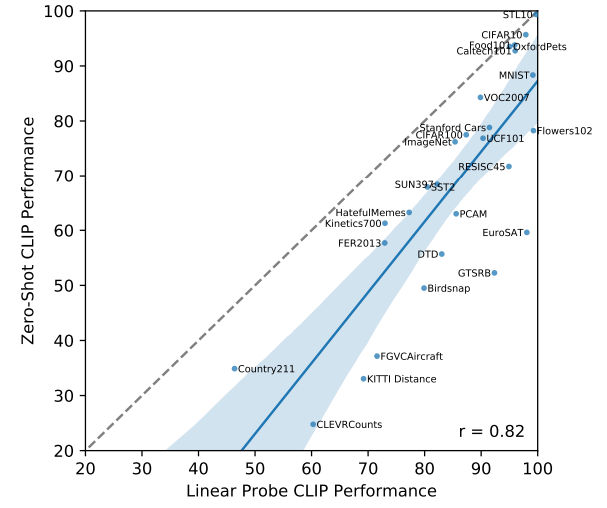 100
90
80
70
60
50
40
30
20
Zero-Shot CLIP Performance
STL10
CIFAR10
Food101
OxfordPets
Caltech101
MNIST
VOC2007
Stanford Cars
CIFAR100
UCF101
ImageNet
Flowers102
RESISC45
SUN397
SST2
HatefulMemes
PCAM
Kinetics700
EuroSAT
FER2013
DTD
GTSRB
Birdsnap
FGVCAircraft
Country211
KITTI Distance
CLEVRCounts
r = 0.82
20 30 40 50 60 70 80 90 100
Linear Probe CLIP Performance